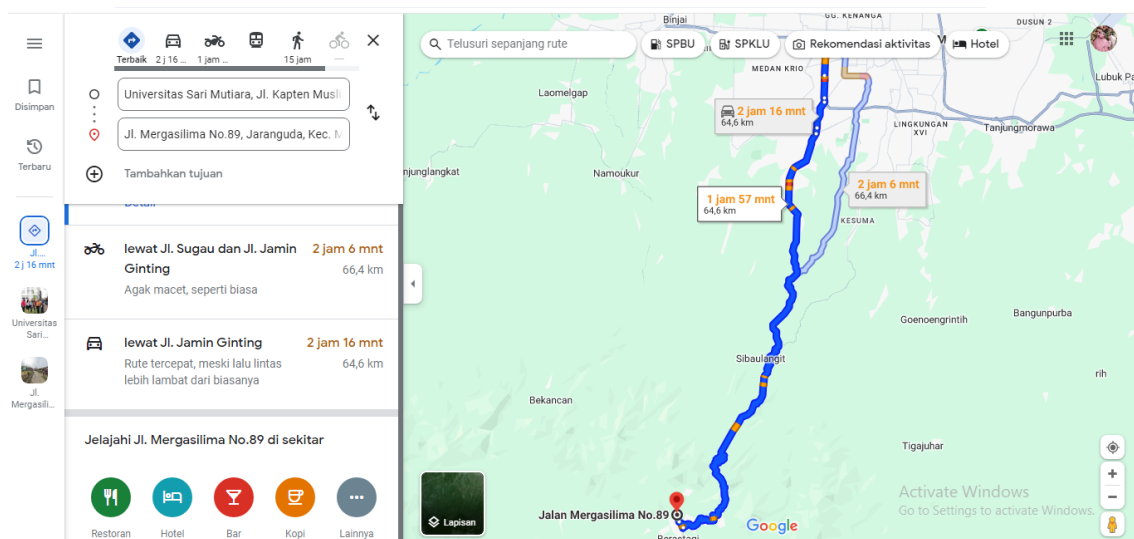 Terbaik
2 j 16 ...
1 jam ...
15 jam
Disimpan
Terbaru
Jl....
2 j 16 mnt
Universitas
Sari...
Jl.
Mergasili...
Universitas Sari Mutiara, Jl. Kapten Musli
Jl. Mergasilima No.89, Jaranguda, Kec. M
Tambahkan tujuan
Detail
lewat Jl. Sugau dan Jl. Jamin
Ginting
2 jam 6 mnt
66,4 km
Agak macet, seperti biasa
lewat Jl. Jamin Ginting
2 jam 16 mnt
Rute tercepat, meski lalu lintas
lebih lambat dari biasanya
64,6 km
Jelajahi Jl. Mergasilima No.89 di sekitar
Restoran
Hotel
Bar
Kopi
Lainnya
Telusuri sepanjang rute
SPBU
SPKLU
Rekomendasi aktivitas
Hotel
Binjai
GG. KENANGA
DUSUN 2
MEDAN KRIO
Lubuk Pa
Laomelgap
2 jam 16 mnt
64,6 km
LINGKUNGAN
XVI
Tanjungmorawa
njunglangkat
Namoukur
1 jam 57 mnt
64,6 km
2 jam 6 mnt
66,4 km
KESUMA
Goenoengrintih
Bangunpurba
Sibaulangit
rih
Bekancan
Tigajuhar
Jalan Mergasilima No.89
Berastagi
Lapisan
Google
Activate Windows
Go to Settings to activate Windows.